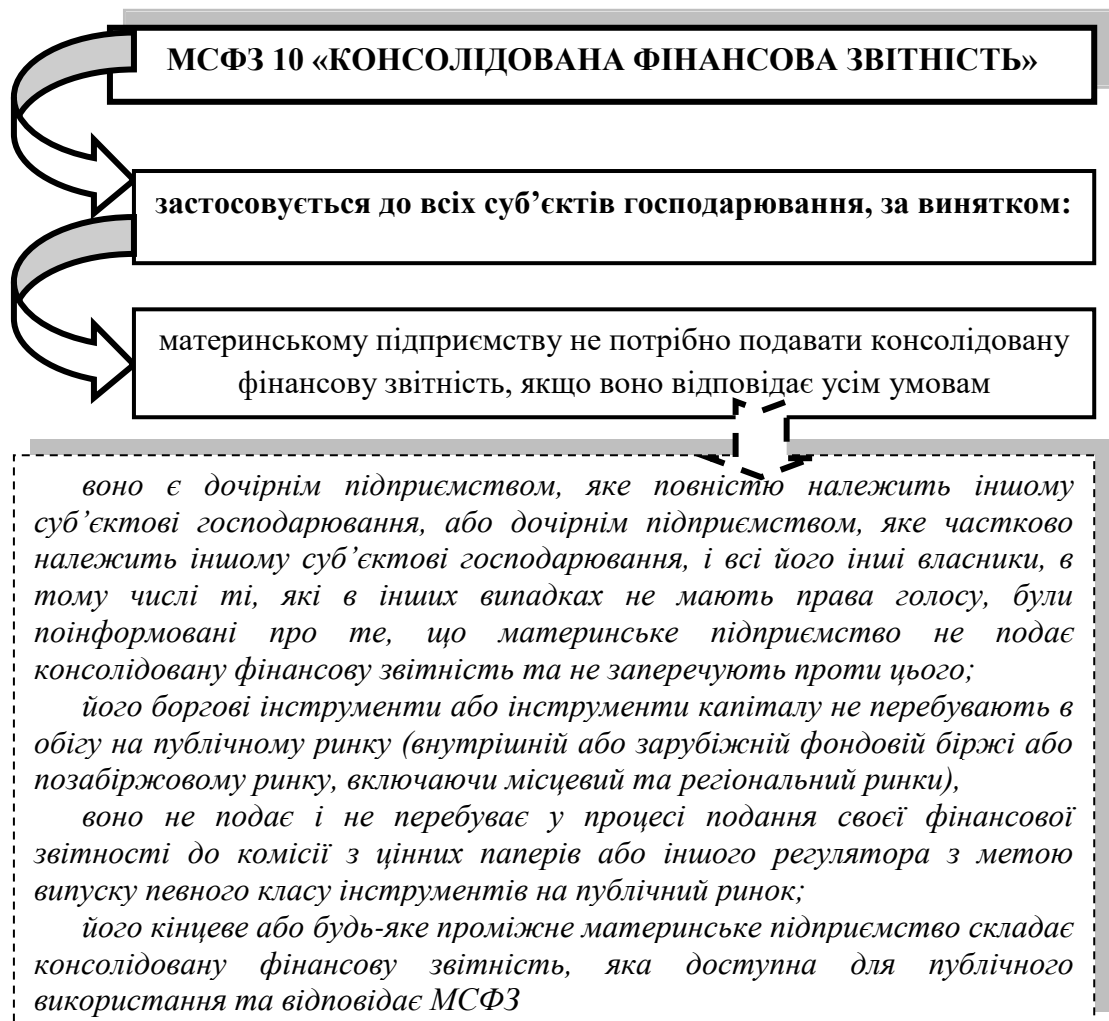 МСФЗ 10 «КОНСОЛІДОВАНА ФІНАНСОВА ЗВІТНІСТЬ»
застосовується до всіх суб’єктів господарювання, за винятком:
материнському підприємству не потрібно подавати консолідовану
фінансову звітність, якщо воно відповідає усім умовам
воно є дочірнім підприємством, яке повністю належить іншому
суб’єктові господарювання, або дочірнім підприємством, яке частково
належить іншому суб’єктові господарювання, і всі його інші власники, в
тому числі ті, які в інших випадках не мають права голосу, були
поінформовані про те, що материнське підприємство не подає
консолідовану фінансову звітність та не заперечують проти цього;
його боргові інструменти або інструменти капіталу не перебувають в
обігу на публічному ринку (внутрішній або зарубіжній фондовій біржі або
позабіржовому ринку, включаючи місцевий та регіональний ринки),
воно не подає і не перебуває у процесі подання своєї фінансової
звітності до комісії з цінних паперів або іншого регулятора з метою
випуску певного класу інструментів на публічний ринок;
його кінцеве або будь-яке проміжне материнське підприємство складає
консолідовану фінансову звітність, яка доступна для публічного
використання та відповідає МСФЗ